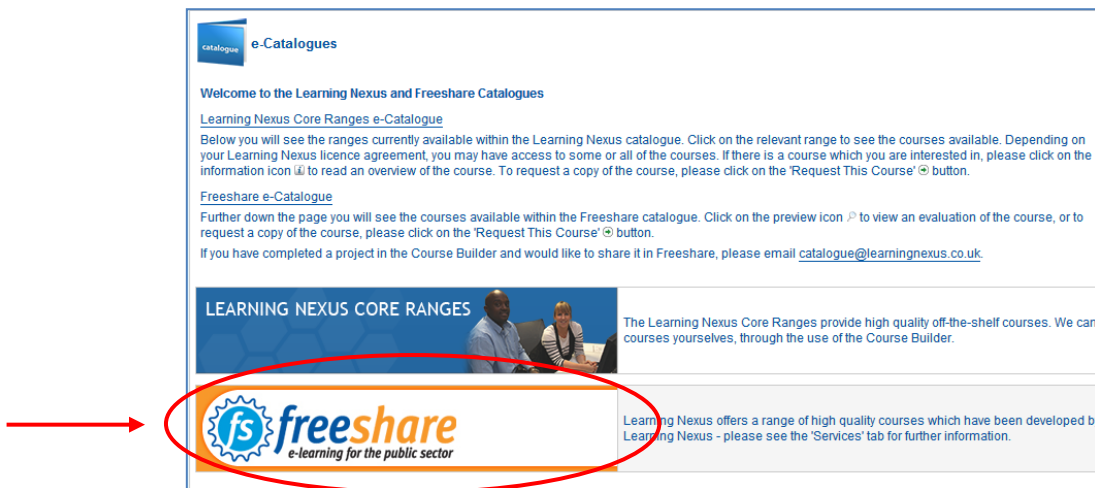 catalogue
e-Catalogues
Welcome to the Learning Nexus and Freeshare Catalogues
Learning Nexus Core Ranges e-Catalogue
Below you will see the ranges currently available within the Learning Nexus catalogue. Click on the relevant range to see the courses available. Depending on
your Learning Nexus licence agreement, you may have access to some or all of the courses. If there is a course which you are interested in, please click on the
information icon to read an overview of the course. To request a copy of the course, please click on the 'Request This Course' button.
Freeshare e-Catalogue
Further down the page you will see the courses available within the Freeshare catalogue. Click on the preview icon to view an evaluation of the course, or to
request a copy of the course, please click on the 'Request This Course' button.
If you have completed a project in the Course Builder and would like to share it in Freeshare, please email catalogue@learningnexus.co.uk.
LEARNING NEXUS CORE RANGES
The Learning Nexus Core Ranges provide high quality off-the-shelf courses. We can
courses yourselves, through the use of the Course Builder.
fs freeshare
e-learning for the public sector
Learning Nexus offers a range of high quality courses which have been developed b
Learning Nexus - please see the 'Services' tab for further information.